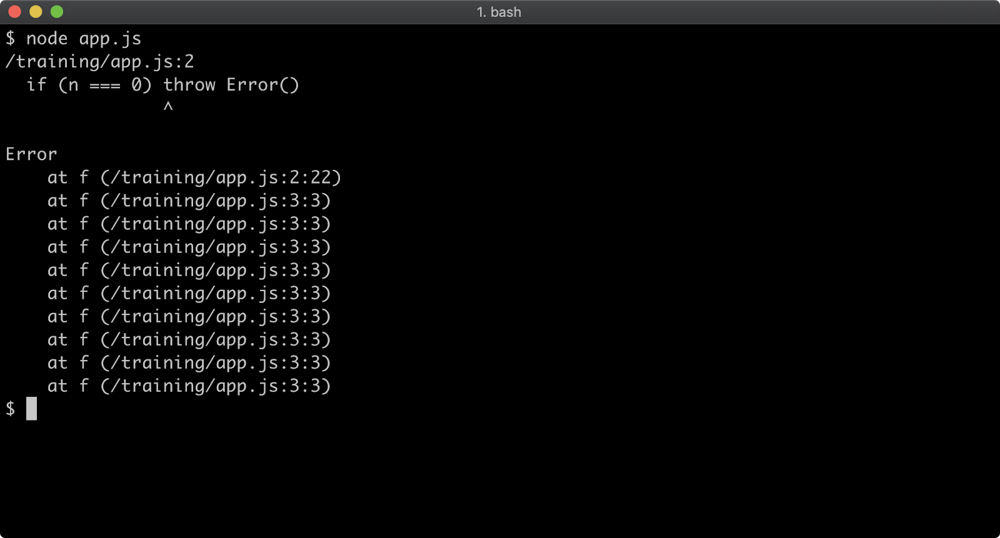 1. bash
$ node app.js
/training/app.js:2
  if (n === 0) throw Error()
               ^
Error
    at f (/training/app.js:2:22)
    at f (/training/app.js:3:3)
    at f (/training/app.js:3:3)
    at f (/training/app.js:3:3)
    at f (/training/app.js:3:3)
    at f (/training/app.js:3:3)
    at f (/training/app.js:3:3)
    at f (/training/app.js:3:3)
    at f (/training/app.js:3:3)
    at f (/training/app.js:3:3)
$